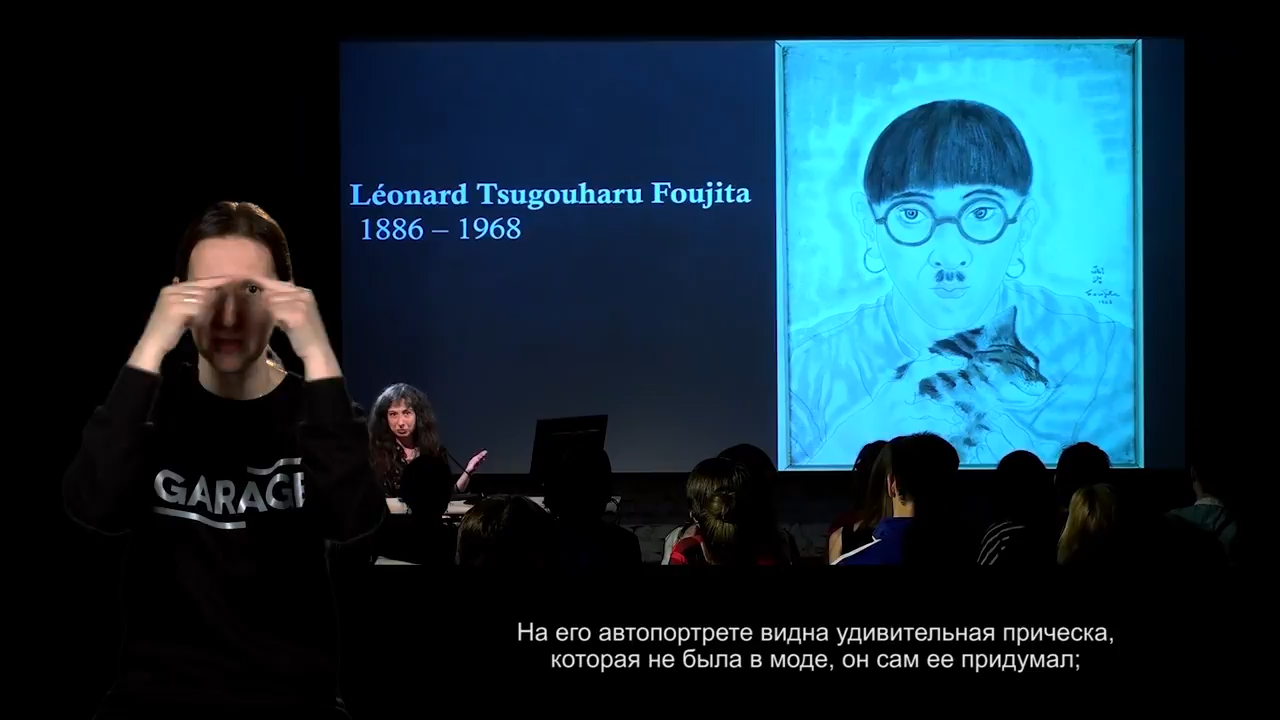 Léonard Tsugouharu Foujita
1886 – 1968
GARAGE
На его автопортрете видна удивительная прическа,
которая не была в моде, он сам ее придумал;